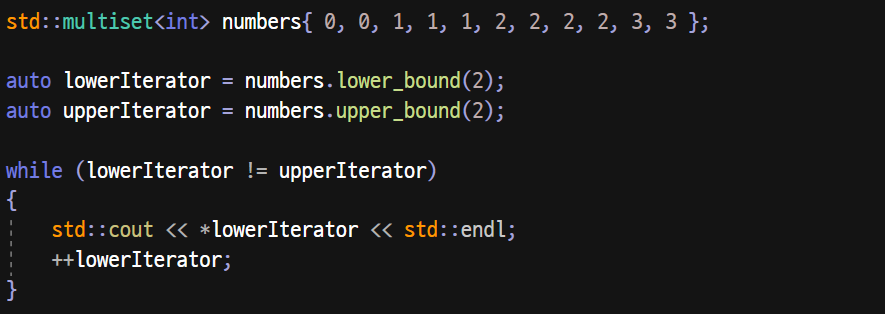 std::multiset<int> numbers{ 0, 0, 1, 1, 1, 2, 2, 2, 2, 3, 3 };
auto lowerIterator = numbers.lower_bound(2);
auto upperIterator = numbers.upper_bound(2);
while (lowerIterator != upperIterator)
{
    std::cout << *lowerIterator << std::endl;
    ++lowerIterator;
}